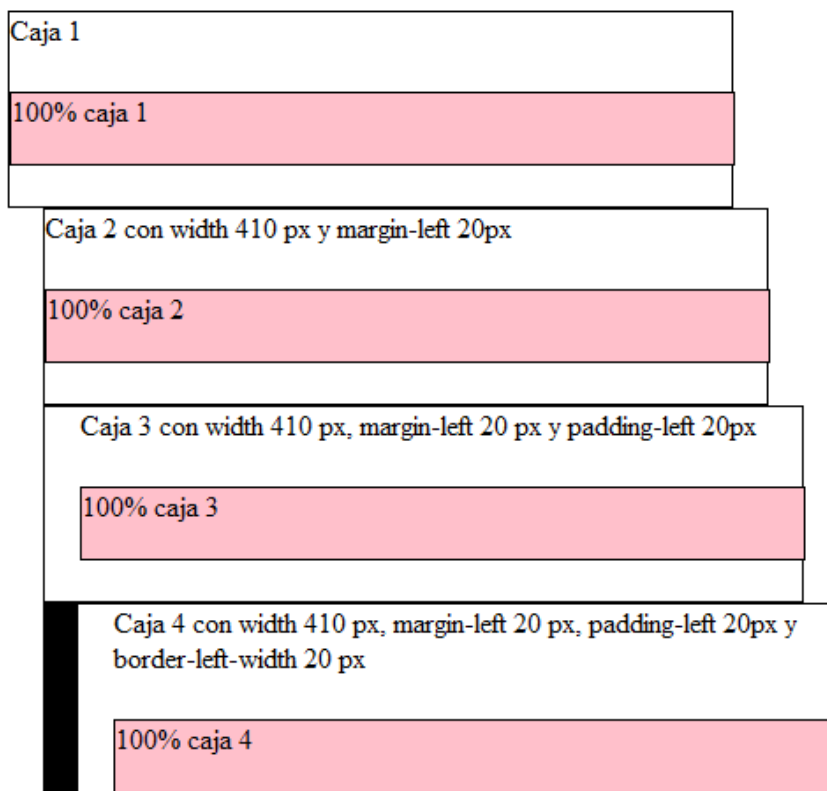 Caja 1
100% caja 1
Caja 2 con width 410 px y margin-left 20px
100% caja 2
Caja 3 con width 410 px, margin-left 20 px y padding-left 20px
100% caja 3
Caja 4 con width 410 px, margin-left 20 px, padding-left 20px y
border-left-width 20 px
100% caja 4